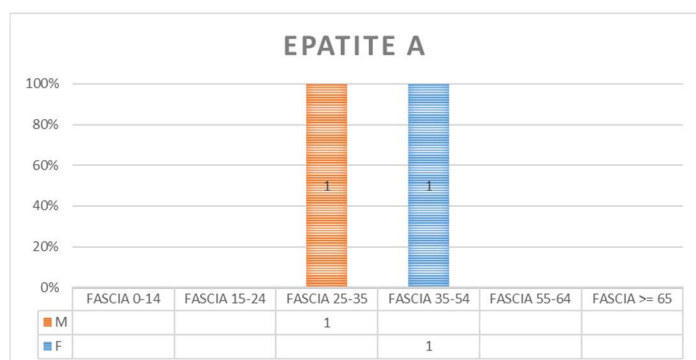 EPATITE A
100%
80%
60%
40%
20%
0%
1 1
FASCIA 0-14 FASCIA 15-24 FASCIA 25-35 FASCIA 35-54 FASCIA 55-64 FASCIA >= 65
M 1
F 1